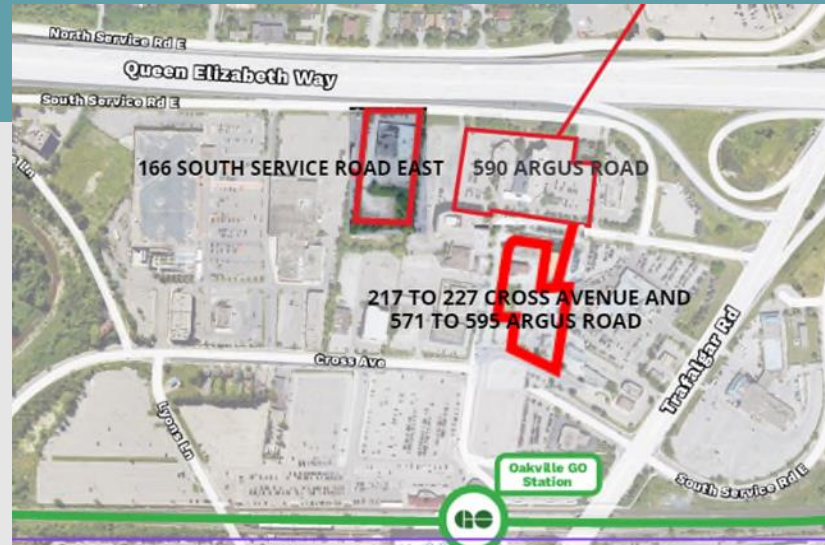 North Service Rd E
Queen Elizabeth Way
South Service Rd E
166 SOUTH SERVICE ROAD EAST
590 ARGUS ROAD
217 TO 227 CROSS AVENUE AND
571 TO 595 ARGUS ROAD
Cross Ave
Trafalgar Rd
Lyons Ln
Oakville GO
Station
South Service Rd E
GO